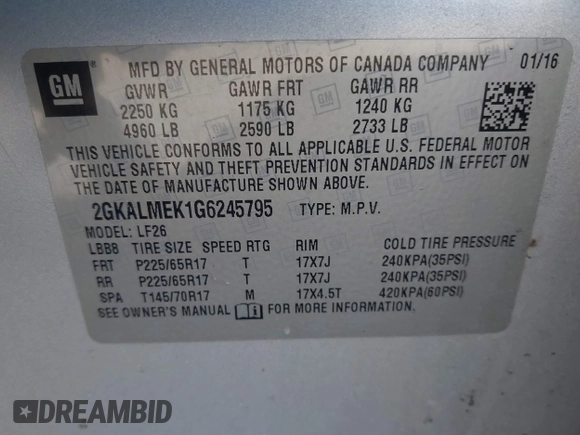 GM
MFD BY GENERAL MOTORS OF CANADA COMPANY 01/16
GVWR GAWR FRT GAWR RR
2250 KG 1175 KG 1240 KG
4960 LB 2590 LB 2733 LB
THIS VEHICLE CONFORMS TO ALL APPLICABLE U.S. FEDERAL MOTOR
VEHICLE SAFETY AND THEFT PREVENTION STANDARDS IN EFFECT ON
THE DATE OF MANUFACTURE SHOWN ABOVE.
2GKALMEK1G6245795 TYPE: M.P.V.
MODEL: LF26
LBB8 TIRE SIZE SPEED RTG RIM COLD TIRE PRESSURE
FRT P225/65R17 T 17X7J 240KPA(35PSI)
RR P225/65R17 T 17X7J 240KPA(35PSI)
SPA T145/70R17 M 17X4.5T 420KPA(60PSI)
SEE OWNER'S MANUAL FOR MORE INFORMATION
DREAMBID